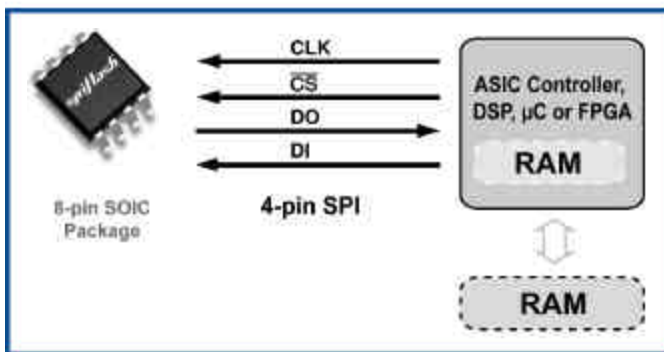 CLK
CS
DO
DI
4-pin SPI
spiflash
8-pin SOIC
Package
ASIC Controller,
DSP, µC or FPGA
RAM
RAM